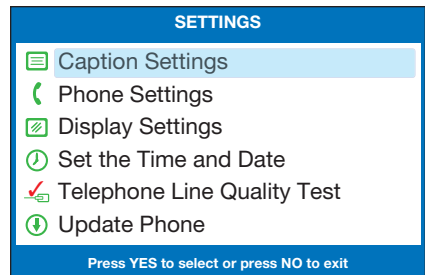 SETTINGS
Caption Settings
Phone Settings
Display Settings
Set the Time and Date
Telephone Line Quality Test
Update Phone
Press YES to select or press NO to exit